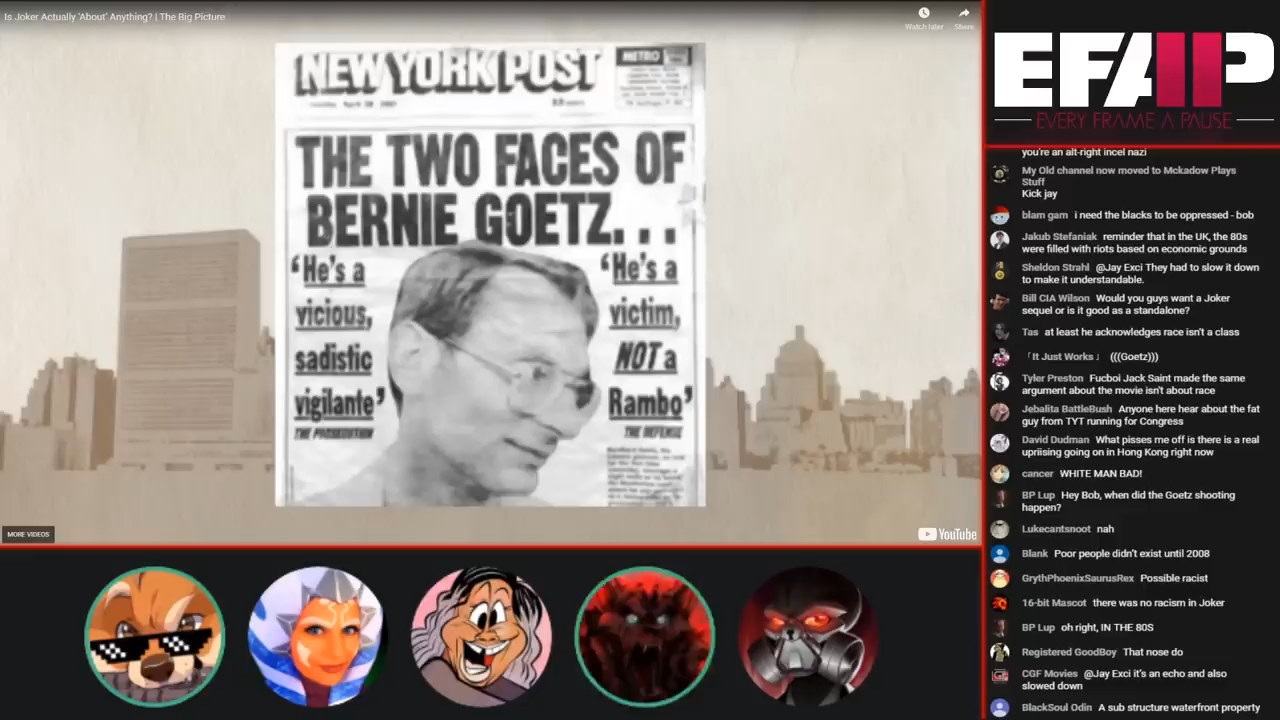 Is Joker Actually 'About' Anything? | The Big Picture
Watch later
Share
NEW YORK POST
METRO
THE TWO FACES OF
BERNIE GOETZ...
'He's a
vicious,
sadistic
vigilante'
THE PROSECUTION
'He's a
victim,
NOT a
Rambo'
THE DEFENSE
MORE VIDEOS
YouTube
EFAP
EVERY FRAME A PAUSE
you're an alt-right incel nazi
My Old channel now moved to Mckadow Plays
Stuff
Kick jay
blam gam i need the blacks to be oppressed - bob
Jakub Stefaniak reminder that in the UK, the 80s
were filled with riots based on economic grounds
Sheldon Strahl @Jay Exci They had to slow it down
to make it understandable.
Bill CIA Wilson Would you guys want a Joker
sequel or is it good as a standalone?
Tas at least he acknowledges race isn't a class
「It Just Works」 (((Goetz)))
Tyler Preston Fucboi Jack Saint made the same
argument about the movie isn't about race
Jebalita BattleBush Anyone here hear about the fat
guy from TYT running for Congress
David Dudman What pisses me off is there is a real
upriising going on in Hong Kong right now
cancer WHITE MAN BAD!
BP Lup Hey Bob, when did the Goetz shooting
happen?
Lukecantsnoot nah
Blank Poor people didn't exist until 2008
GrythPhoenixSaurusRex Possible racist
16-bit Mascot there was no racism in Joker
BP Lup oh right, IN THE 80S
Registered GoodBoy That nose do
CGF Movies @Jay Exci it's an echo and also
slowed down
BlackSoul Odin A sub structure waterfront property